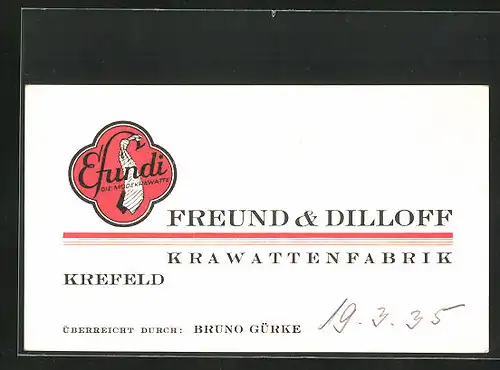 Efundi
DIE MODEKRAWATTE
FREUND & DILLOFF
KRAWATTENFABRIK
KREFELD
ÜBERREICHT DURCH: BRUNO GÜRKE
19.3.35